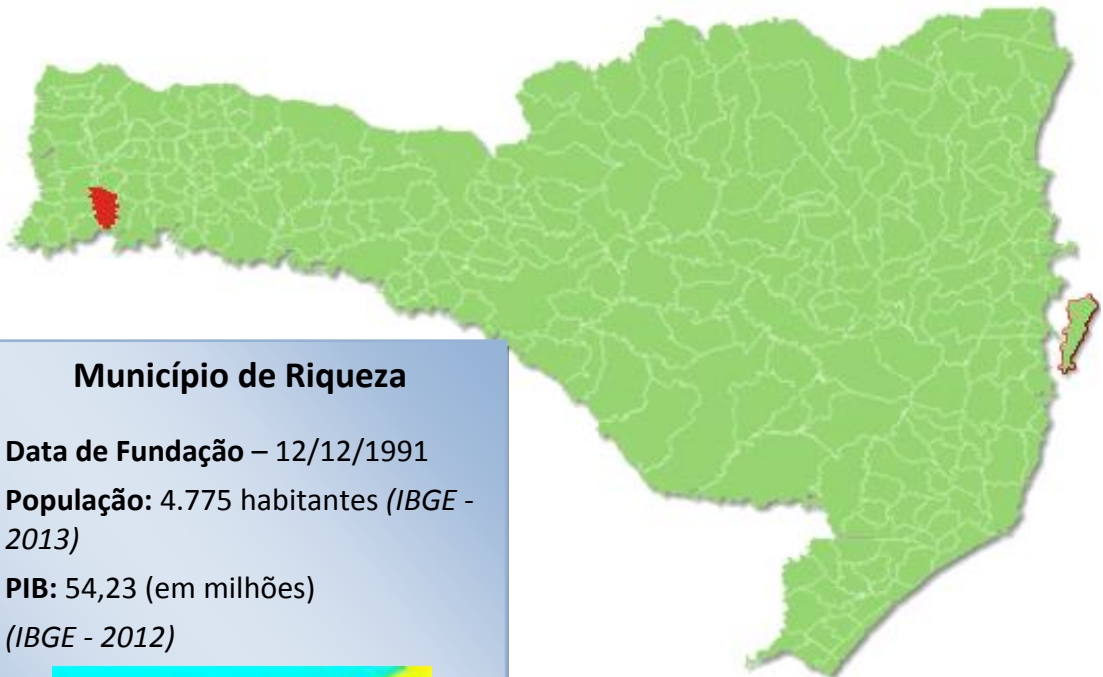 Município de Riqueza
Data de Fundação – 12/12/1991
População: 4.775 habitantes (IBGE -
2013)
PIB: 54,23 (em milhões)
(IBGE - 2012)